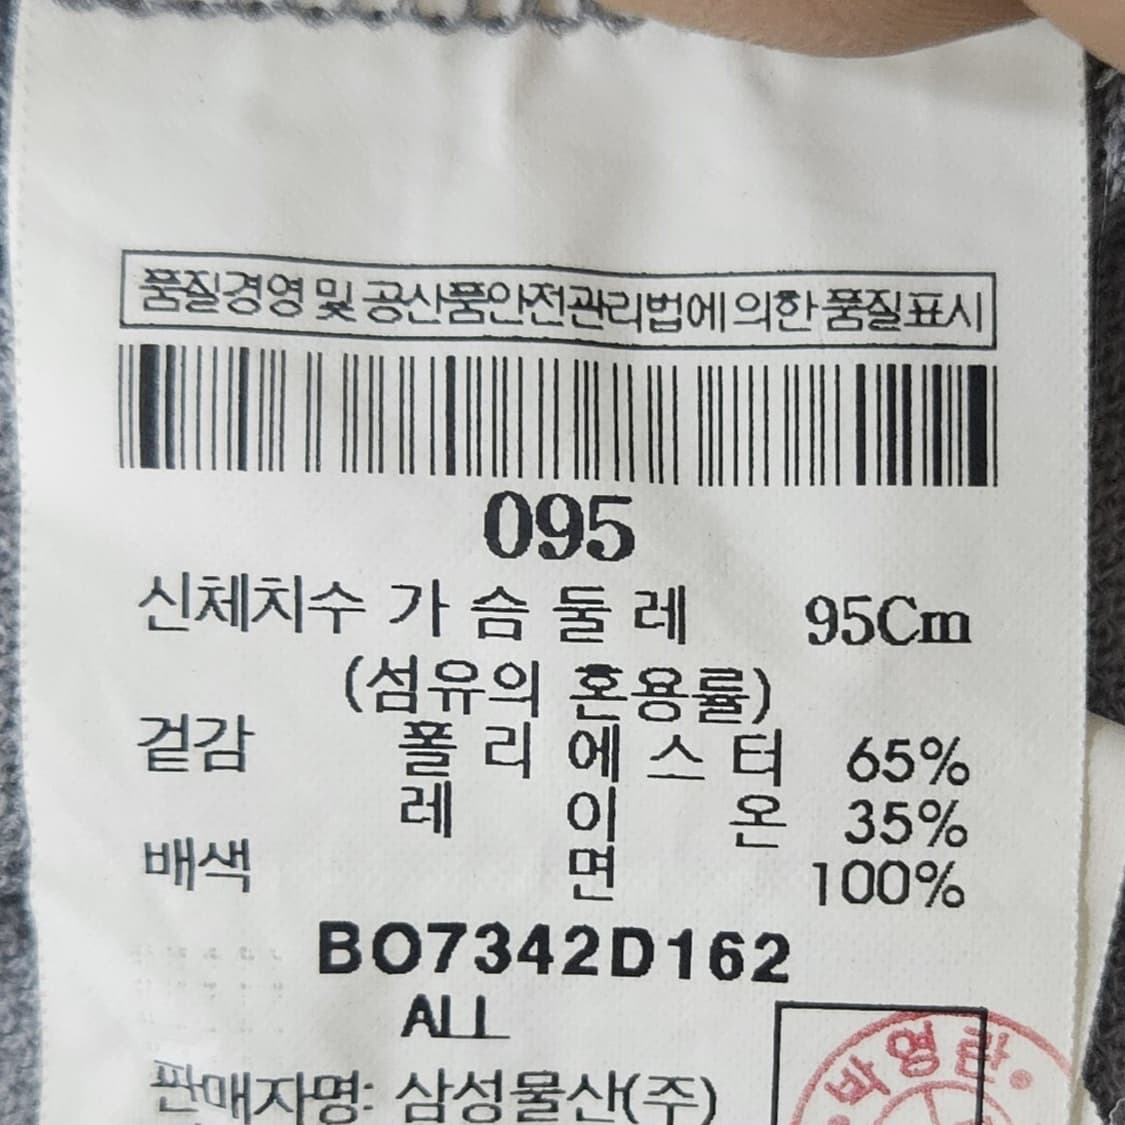 품질경영 및 공산품안전관리법에 의한 품질표시
095
신체치수 가 슴 둘 레 95Cm
(섬유의 혼용률)
겉감 폴 리 에 스 터 65%
레 이 온 35%
배색 면 100%
BO7342D162
ALL
판매자명: 삼성물산(주)
박영란